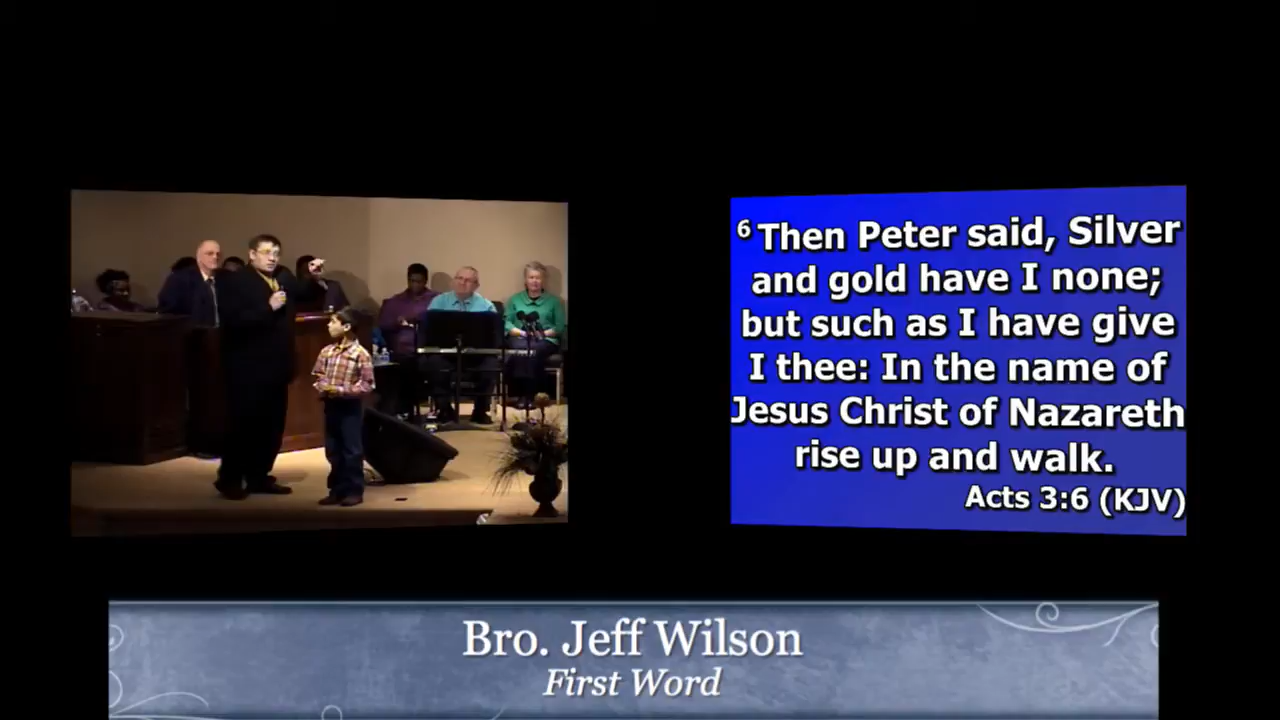 ⁶ Then Peter said, Silver
and gold have I none;
but such as I have give
I thee: In the name of
Jesus Christ of Nazareth
rise up and walk.
Acts 3:6 (KJV)
Bro. Jeff Wilson
First Word